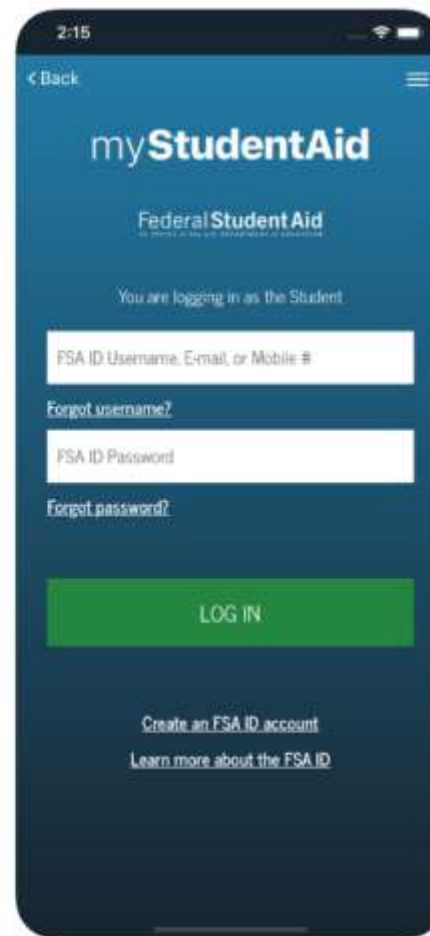 2:15
< Back
myStudentAid
Federal Student Aid
You are logging in as the Student
FSA ID Username, E-mail, or Mobile #
Forgot username?
FSA ID Password
Forgot password?
LOG IN
Create an FSA ID account
Learn more about the FSA ID